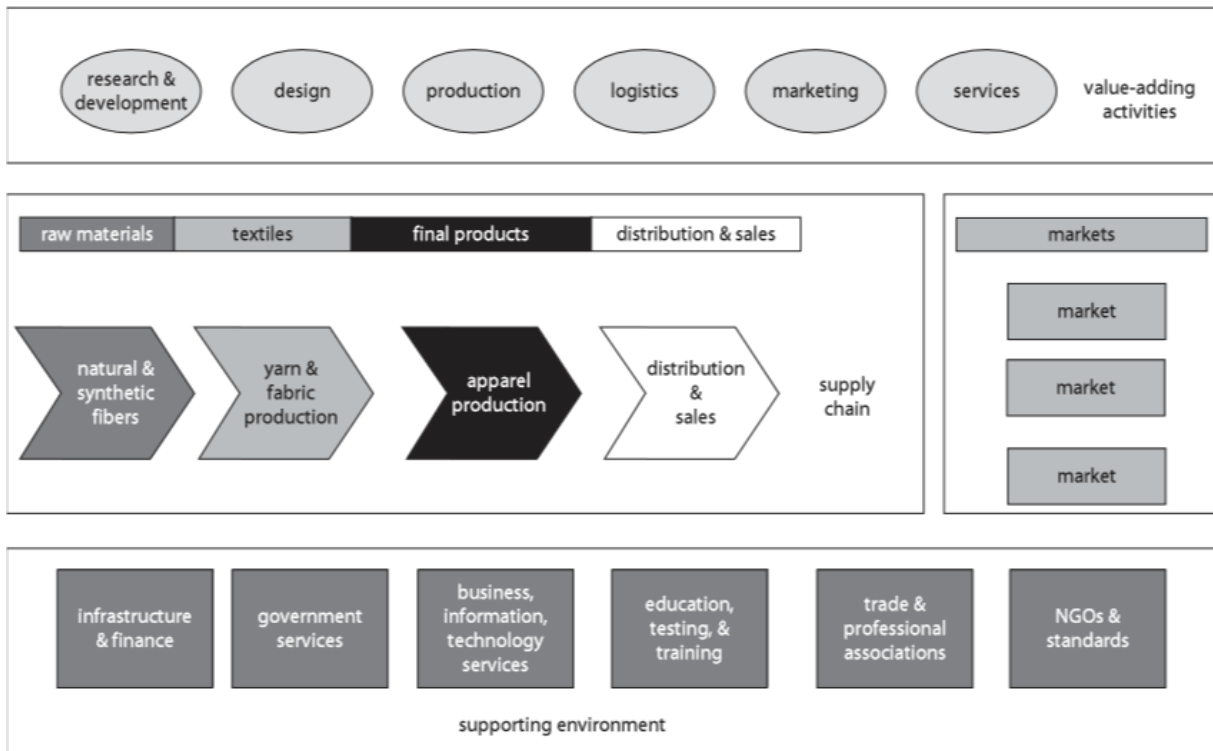 research &
development
design
production
logistics
marketing
services
value-adding
activities
raw materials
textiles
final products
distribution & sales
natural &
synthetic
fibers
yarn &
fabric
production
apparel
production
distribution
&
sales
supply
chain
markets
market
market
market
infrastructure
& finance
government
services
business,
information,
technology
services
education,
testing, &
training
trade &
professional
associations
NGOs &
standards
supporting environment